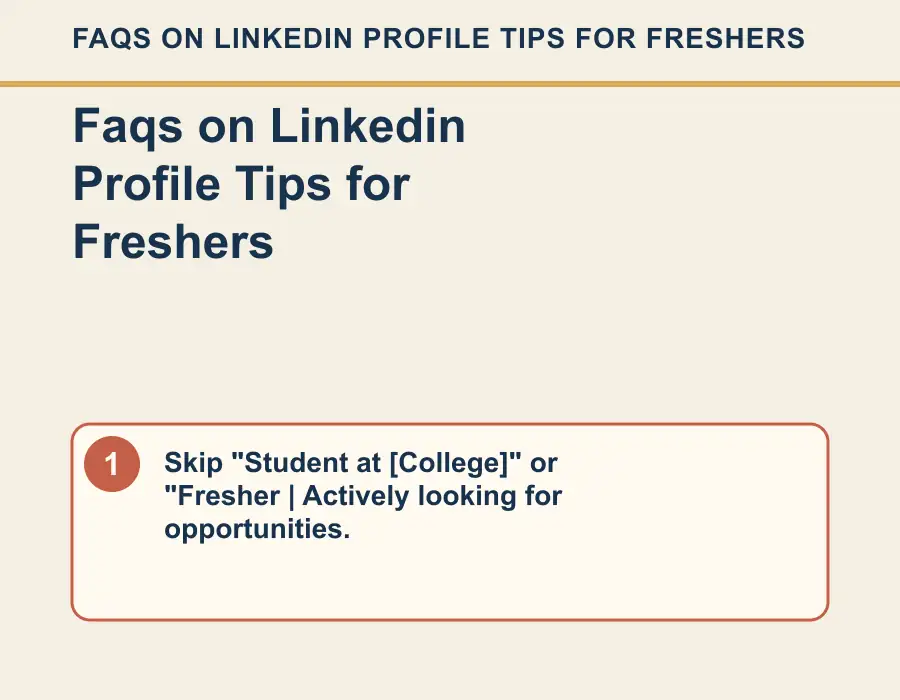 FAQS ON LINKEDIN PROFILE TIPS FOR FRESHERS
Faqs on Linkedin
Profile Tips for
Freshers
1
Skip "Student at [College]" or
"Fresher | Actively looking for
opportunities.